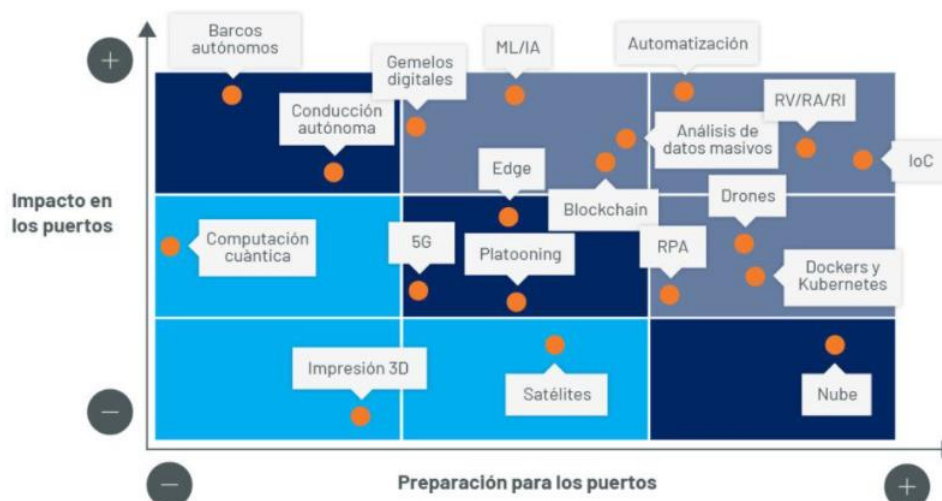 Barcos
autónomos
Gemelos
digitales
ML/IA
Automatización
Conducción
autónoma
Análisis de
datos masivos
RV/RA/RI
IoC
Impacto en
los puertos
Edge
Blockchain
Drones
Computación
cuàntica
5G
Platooning
RPA
Dockers y
Kubernetes
Impresión 3D
Satélites
Nube
Preparación para los puertos
+
−
−
+